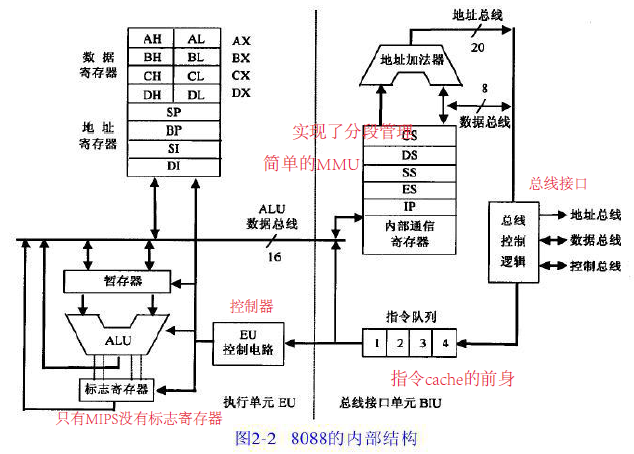 AH AL AX
BH BL BX
CH CL CX
DH DL DX
数 据
寄存器
SP
BP
SI
DI
地 址
寄存器
地址总线
20
地址加法器
8
数据总线
CS
DS
SS
ES
IP
内部通信
寄存器
实现了分段管理
简单的MMU
总线接口
总线
控制
逻辑
地址总线
数据总线
控制总线
ALU
数据总线
16
暂存器
ALU
标志寄存器
只有MIPS没有标志寄存器
控制器
EU
控制电路
指令队列
1 2 3 4
指令cache的前身
执行单元 EU
总线接口单元 BIU
图2-2 8088的内部结构